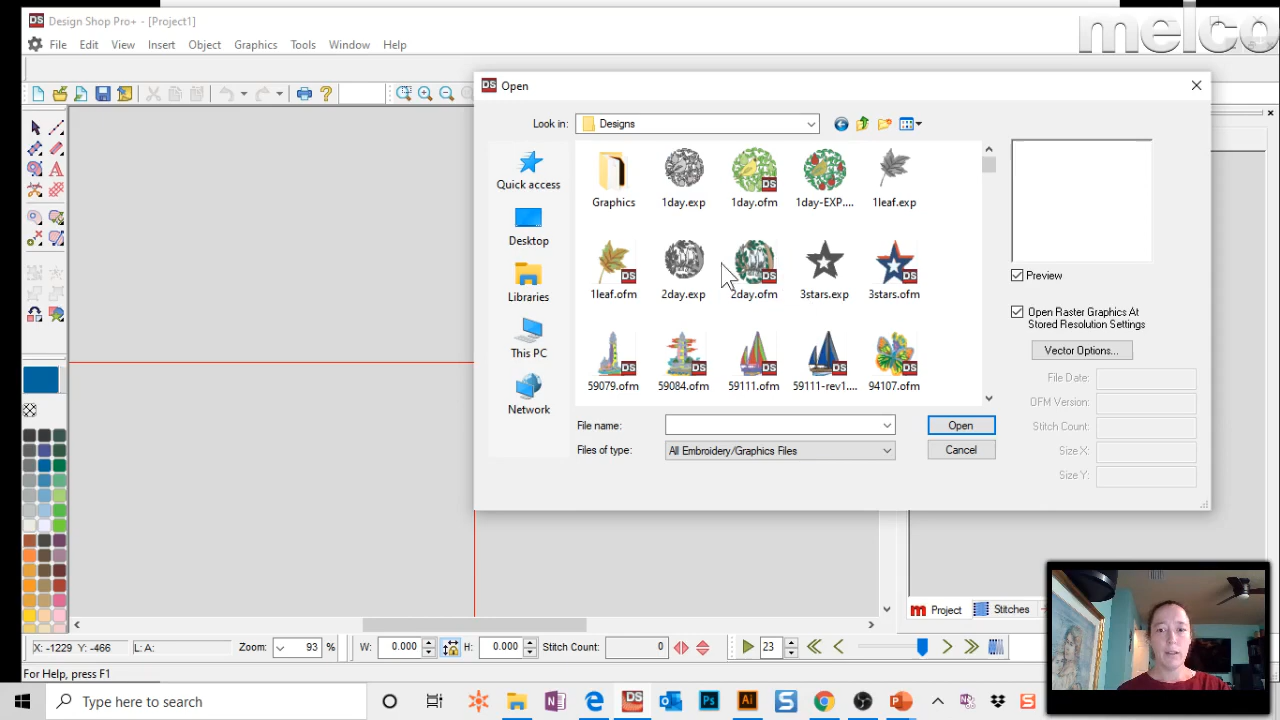 DS Design Shop Pro+ - [Project1]
melco
File Edit View Insert Object Graphics Tools Window Help
DS Open
Look in: Designs
Quick access
Desktop
Libraries
This PC
Network
Graphics 1day.exp 1day.ofm 1day-EXP.... 1leaf.exp
1leaf.ofm 2day.exp 2day.ofm 3stars.exp 3stars.ofm
59079.ofm 59084.ofm 59111.ofm 59111-rev1.... 94107.ofm
Preview
Open Raster Graphics At
Stored Resolution Settings
Vector Options...
File Date:
OFM Version:
Stitch Count:
Size X:
Size Y:
File name:
Open
Files of type: All Embroidery/Graphics Files
Cancel
Project Stitches
X: -1229 Y: -466 L: A: Zoom: 93 % W: 0.000 H: 0.000 Stitch Count: 0 23
For Help, press F1
Type here to search